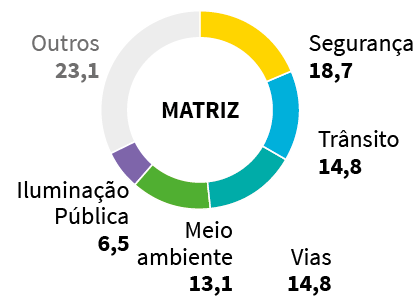 Outros
23,1
MATRIZ
Segurança
18,7
Trânsito
14,8
Iluminação
Pública
6,5
Meio
ambiente
13,1
Vias
14,8